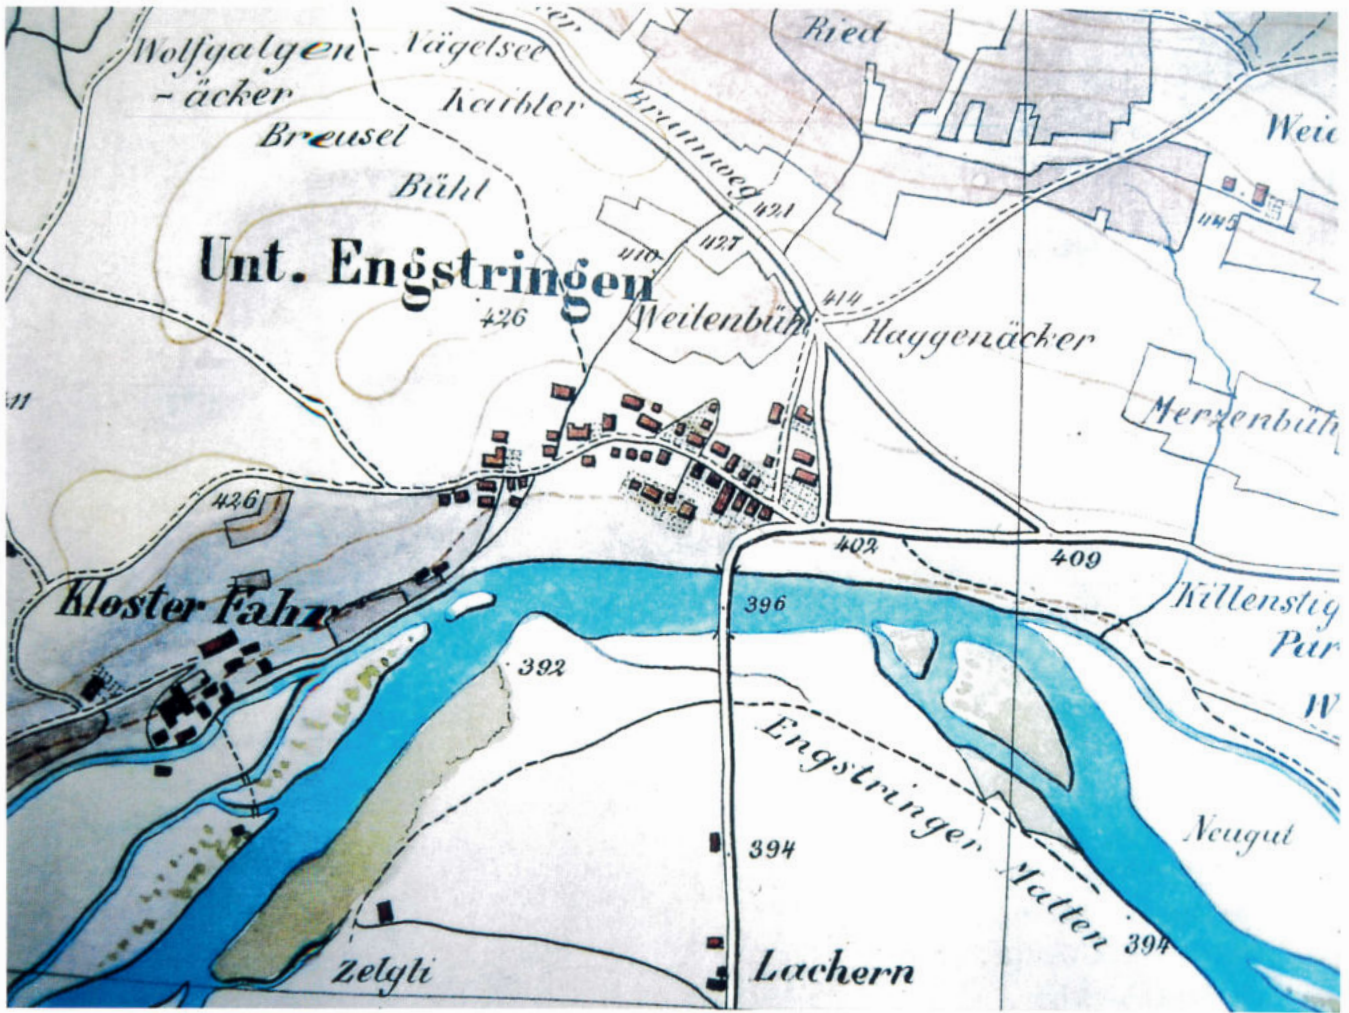 Wolfgalgen-
-äcker
Nägelsee
Ried
Kaibler
Brunnweg
Breusel
Bühl
421
427
410
445
Unt. Engstringen
426
414
Weilenbühl
Haggenäcker
Merzenbühl
426
402
409
Kloster Fahr
396
Killenstig
392
Par
W
Engstringer Matten
Neugut
394
394
Zelgli
Lachern